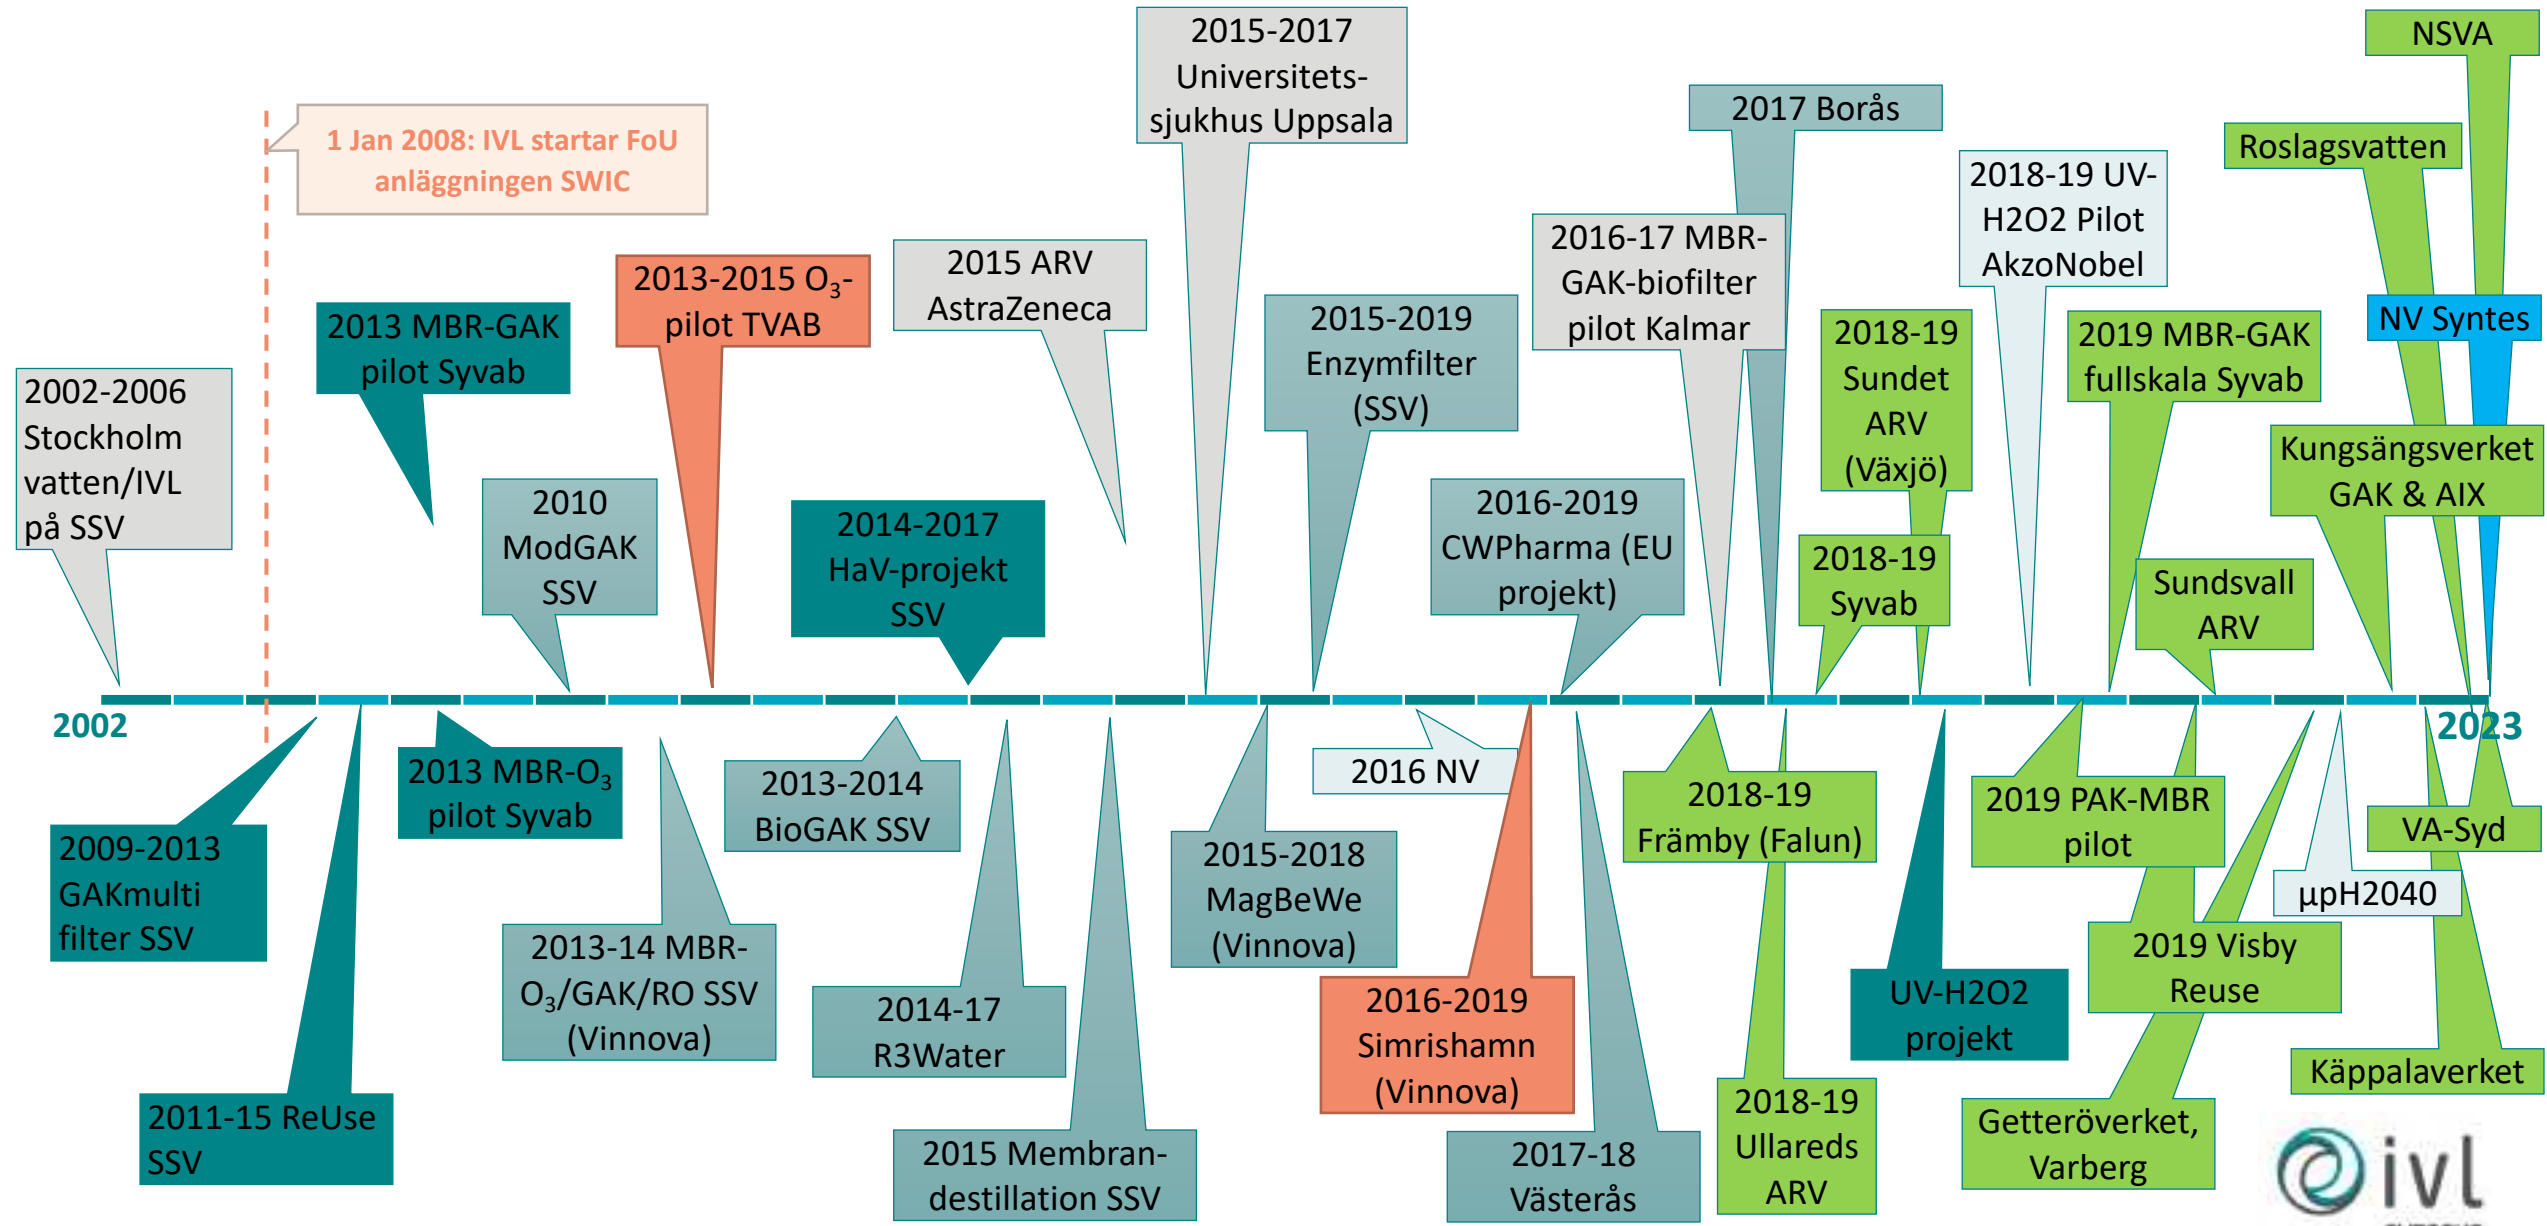 2015-2017
Universitets-
sjukhus Uppsala
NSVA
2017 Borås
1 Jan 2008: IVL startar FoU
anläggningen SWIC
Roslagsvatten
2018-19 UV-
H2O2 Pilot
AkzoNobel
2016-17 MBR-
GAK-biofilter
pilot Kalmar
2015 ARV
AstraZeneca
2013-2015 O₃-
pilot TVAB
2013 MBR-GAK
pilot Syvab
2015-2019
Enzymfilter
(SSV)
2018-19
Sundet
ARV
(Växjö)
2019 MBR-GAK
fullskala Syvab
NV Syntes
2002-2006
Stockholm
vatten/IVL
på SSV
Kungsängsverket
GAK & AIX
2010
ModGAK
SSV
2014-2017
HaV-projekt
SSV
2016-2019
CWPharma (EU
projekt)
2018-19
Syvab
Sundsvall
ARV
2002
2023
2013 MBR-O₃
pilot Syvab
2013-2014
BioGAK SSV
2016 NV
2018-19
Främby (Falun)
2019 PAK-MBR
pilot
VA-Syd
2009-2013
GAKmulti
filter SSV
2015-2018
MagBeWe
(Vinnova)
µpH2040
2013-14 MBR-
O₃/GAK/RO SSV
(Vinnova)
2019 Visby
Reuse
2014-17
R3Water
2016-2019
Simrishamn
(Vinnova)
UV-H2O2
projekt
Käppalaverket
2011-15 ReUse
SSV
2015 Membran-
destillation SSV
2017-18
Västerås
2018-19
Ullareds
ARV
Getteröverket,
Varberg
ivl